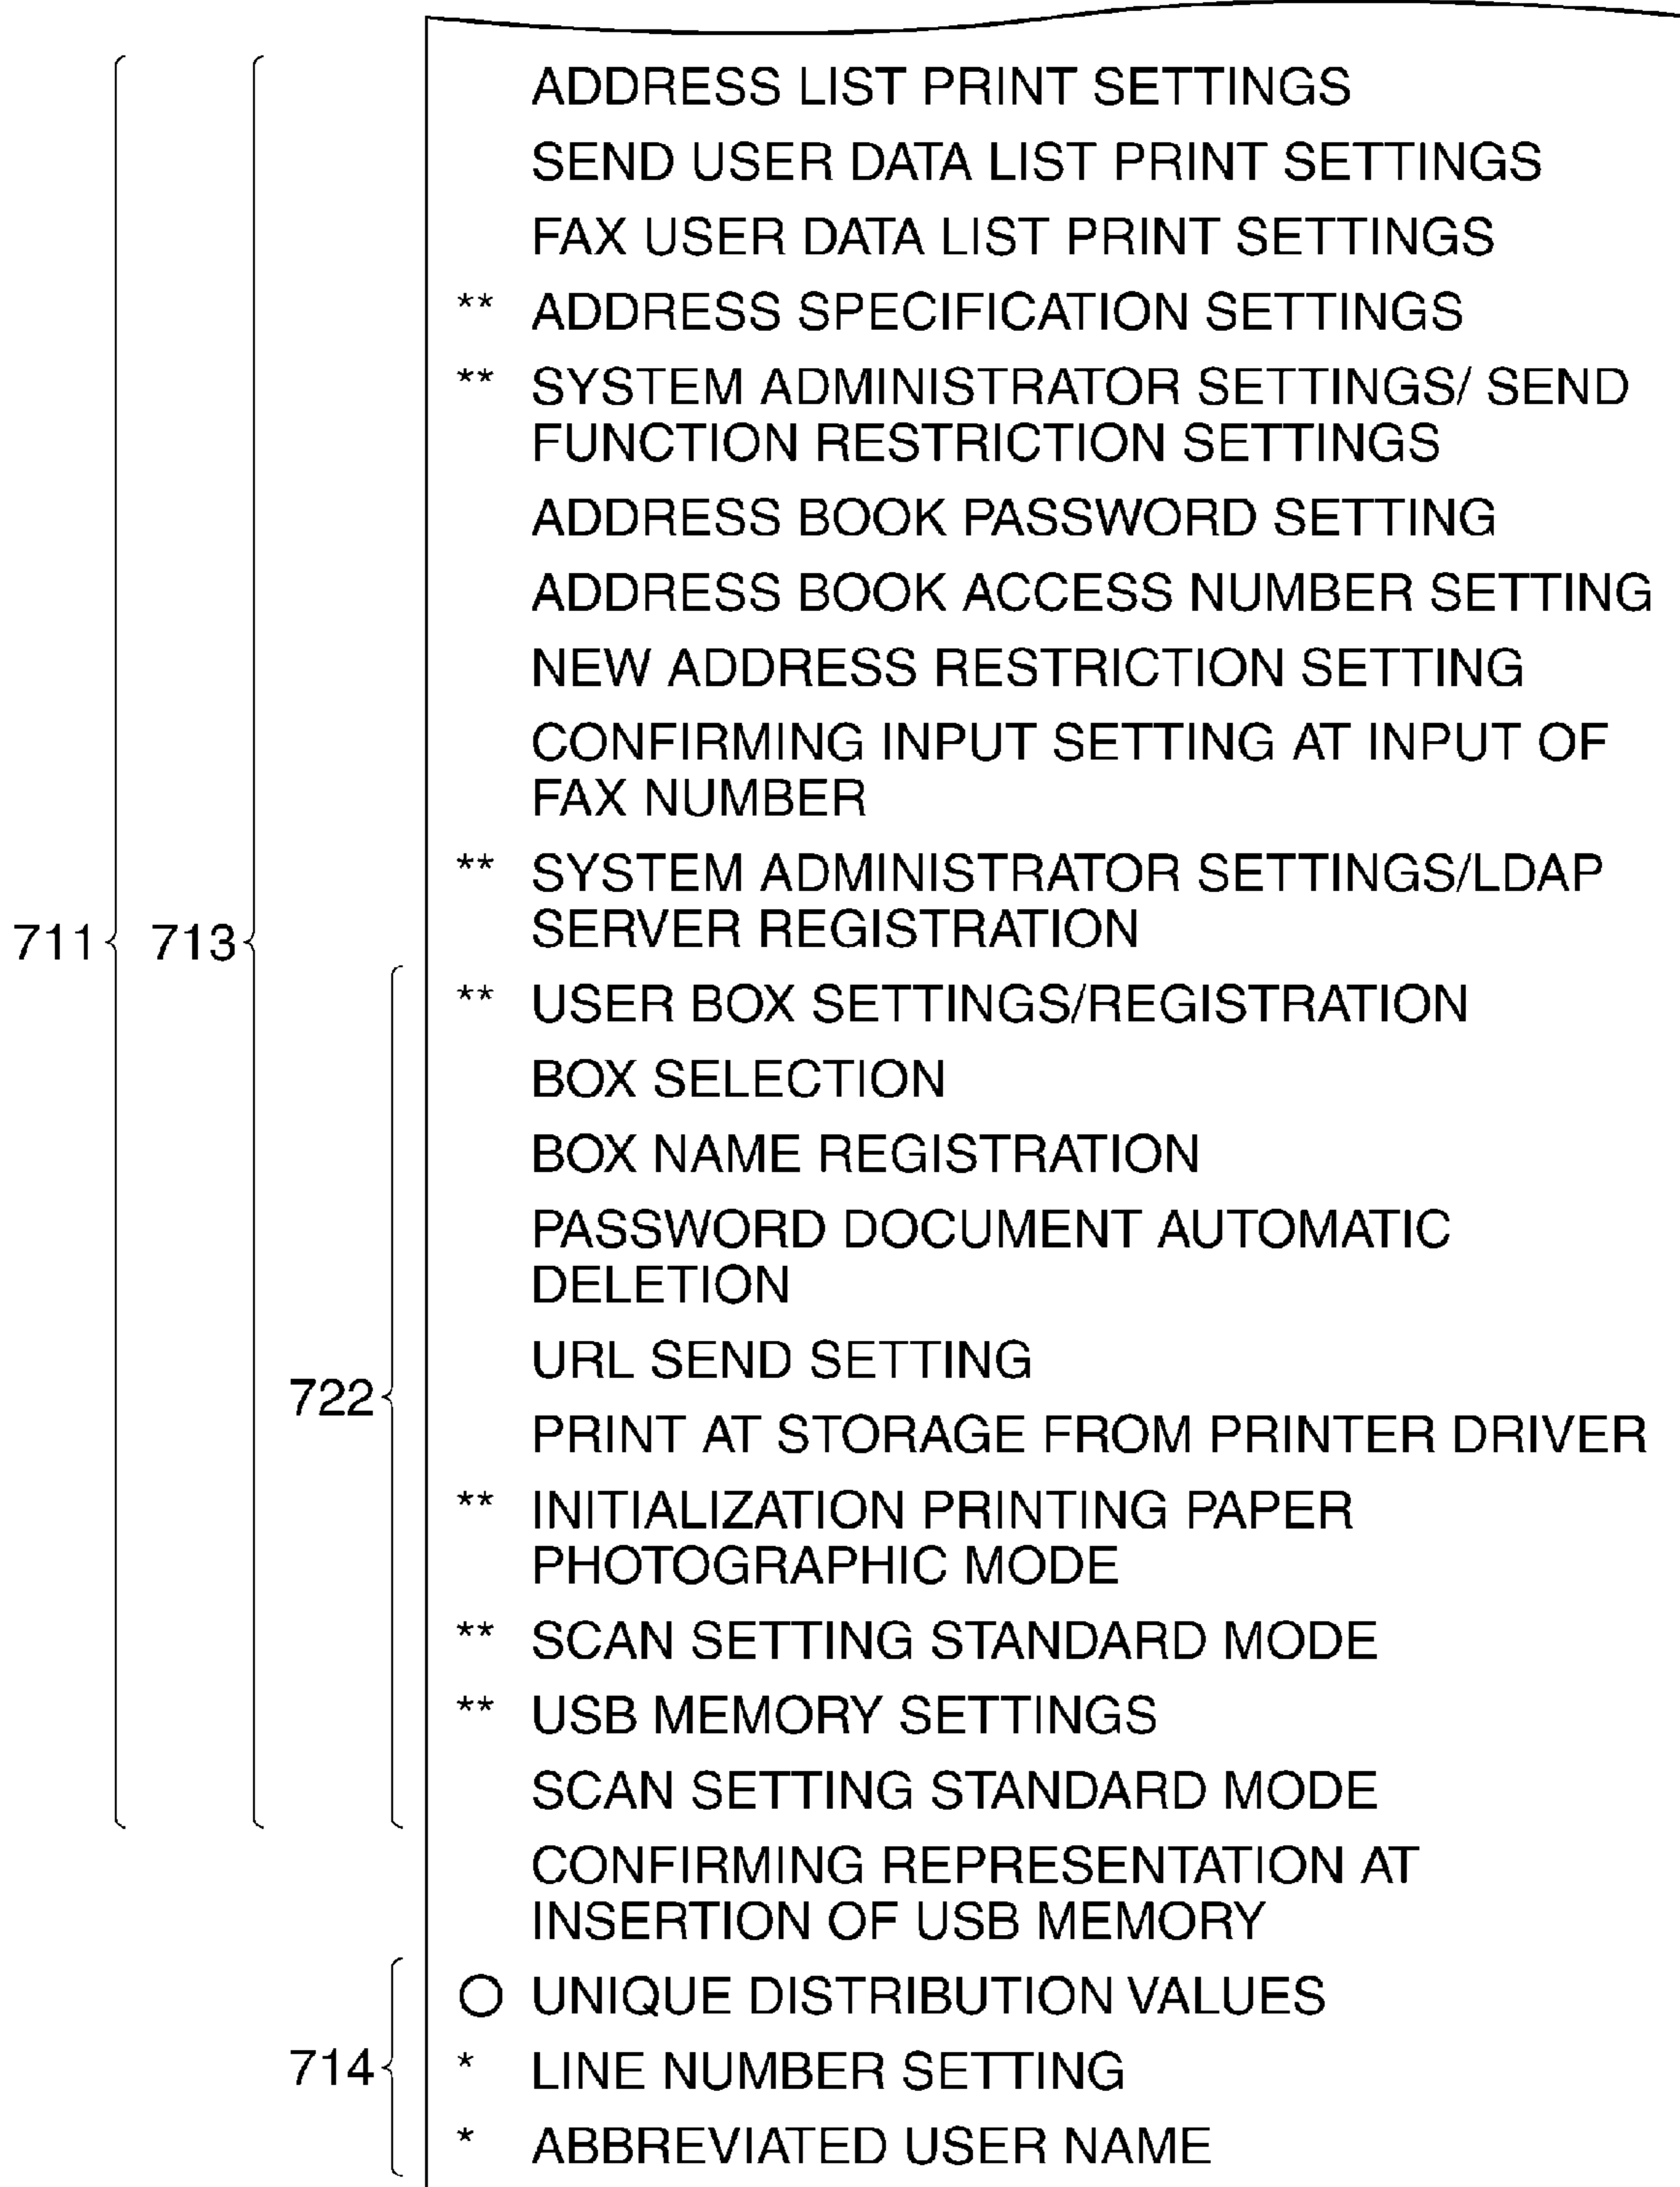 ADDRESS LIST PRINT SETTINGS
SEND USER DATA LIST PRINT SETTINGS
FAX USER DATA LIST PRINT SETTINGS
** ADDRESS SPECIFICATION SETTINGS
** SYSTEM ADMINISTRATOR SETTINGS/ SEND
FUNCTION RESTRICTION SETTINGS
ADDRESS BOOK PASSWORD SETTING
ADDRESS BOOK ACCESS NUMBER SETTING
NEW ADDRESS RESTRICTION SETTING
CONFIRMING INPUT SETTING AT INPUT OF
FAX NUMBER
** SYSTEM ADMINISTRATOR SETTINGS/LDAP
711 713 SERVER REGISTRATION
** USER BOX SETTINGS/REGISTRATION
BOX SELECTION
BOX NAME REGISTRATION
PASSWORD DOCUMENT AUTOMATIC
DELETION
URL SEND SETTING
722
PRINT AT STORAGE FROM PRINTER DRIVER
** INITIALIZATION PRINTING PAPER
PHOTOGRAPHIC MODE
** SCAN SETTING STANDARD MODE
** USB MEMORY SETTINGS
SCAN SETTING STANDARD MODE
CONFIRMING REPRESENTATION AT
INSERTION OF USB MEMORY
○ UNIQUE DISTRIBUTION VALUES
714 * LINE NUMBER SETTING
* ABBREVIATED USER NAME